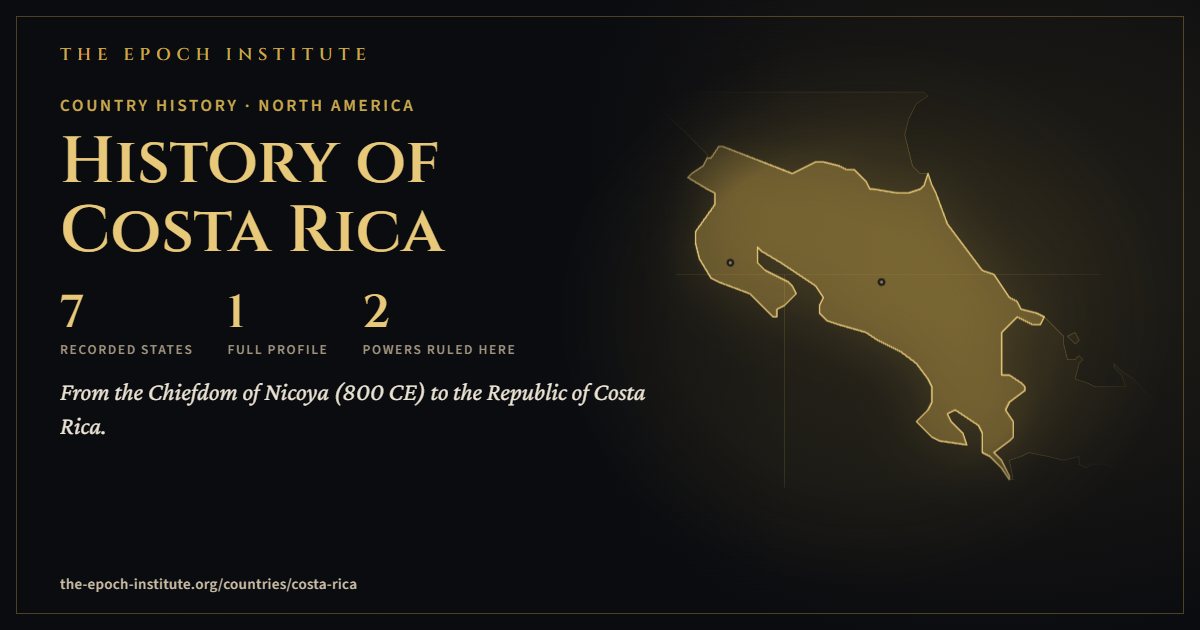 THE EPOCH INSTITUTE
COUNTRY HISTORY · NORTH AMERICA
HISTORY OF
COSTA RICA
7
RECORDED STATES
1
FULL PROFILE
2
POWERS RULED HERE
From the Chiefdom of Nicoya (800 CE) to the Republic of Costa
Rica.
the-epoch-institute.org/countries/costa-rica